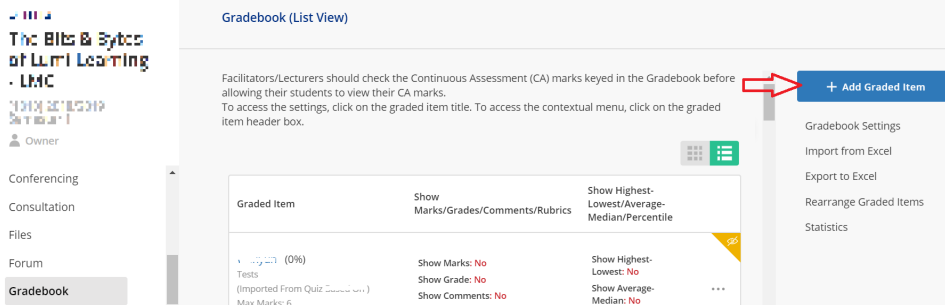 Gradebook (List View)
The Bits & Bytes
of Lumi Learning
- LMC
Owner
Conferencing
Consultation
Files
Forum
Gradebook
Facilitators/Lecturers should check the Continuous Assessment (CA) marks keyed in the Gradebook before
allowing their students to view their CA marks.
To access the settings, click on the graded item title. To access the contextual menu, click on the graded
item header box.
Graded Item
Show
Marks/Grades/Comments/Rubrics
Show Highest-
Lowest/Average-
Median/Percentile
(0%)
Tests
(Imported From Quiz
Max Marks: 6
Show Marks: No
Show Grade: No
Show Comments: No
Show Highest-
Lowest: No
Show Average-
Median: No
+ Add Graded Item
Gradebook Settings
Import from Excel
Export to Excel
Rearrange Graded Items
Statistics